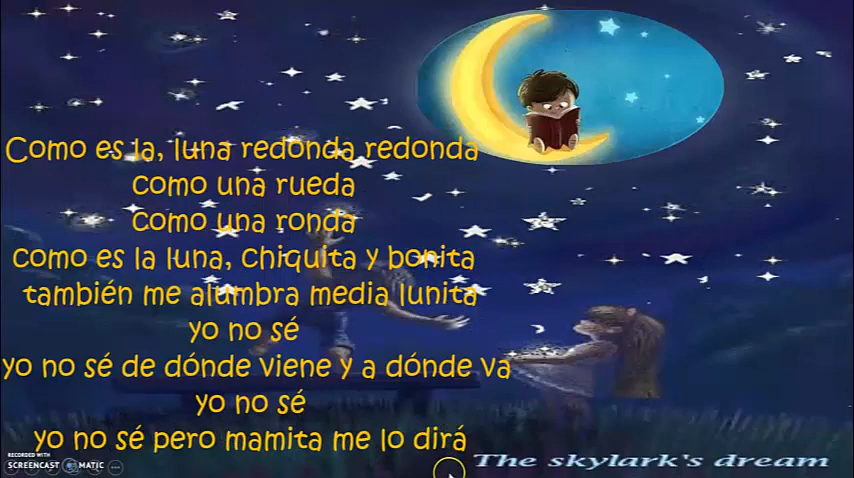 Como es la, luna redonda redonda
como una rueda
como una ronda
como es la luna, chiquita y bonita
también me alumbra media lunita
yo no sé
yo no sé de dónde viene y a dónde va
yo no sé
yo no sé pero mamita me lo dirá
The skylark's dream
RECORDED WITH
SCREENCAST MATIC